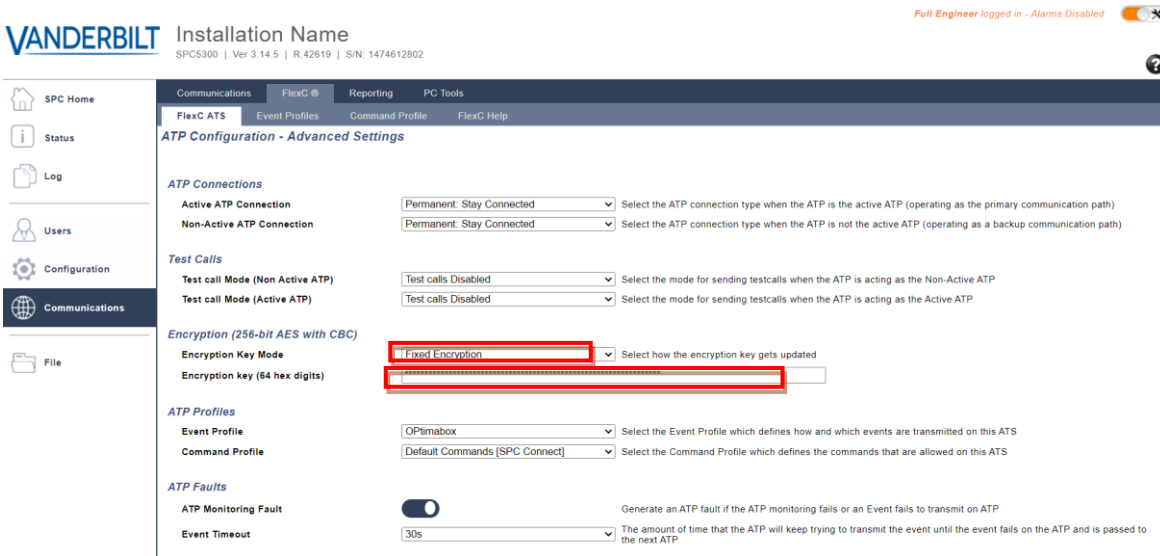 Full Engineer logged in - Alarms Disabled
VANDERBILT
Installation Name
SPC5300 | Ver 3.14.5 | R.42619 | S/N: 1474612802
SPC Home
Status
Log
Users
Configuration
Communications
File
Communications FlexC ® Reporting PC Tools
FlexC ATS Event Profiles Command Profile FlexC Help
ATP Configuration - Advanced Settings
ATP Connections
Active ATP Connection Permanent: Stay Connected Select the ATP connection type when the ATP is the active ATP (operating as the primary communication path)
Non-Active ATP Connection Permanent: Stay Connected Select the ATP connection type when the ATP is not the active ATP (operating as a backup communication path)
Test Calls
Test call Mode (Non Active ATP) Test calls Disabled Select the mode for sending testcalls when the ATP is acting as the Non-Active ATP
Test call Mode (Active ATP) Test calls Disabled Select the mode for sending testcalls when the ATP is acting as the Active ATP
Encryption (256-bit AES with CBC)
Encryption Key Mode Fixed Encryption Select how the encryption key gets updated
Encryption key (64 hex digits)
ATP Profiles
Event Profile OPtimabox Select the Event Profile which defines how and which events are transmitted on this ATS
Command Profile Default Commands [SPC Connect] Select the Command Profile which defines the commands that are allowed on this ATS
ATP Faults
ATP Monitoring Fault Generate an ATP fault if the ATP monitoring fails or an Event fails to transmit on ATP
Event Timeout 30s The amount of time that the ATP will keep trying to transmit the event until the event fails on the ATP and is passed to
the next ATP